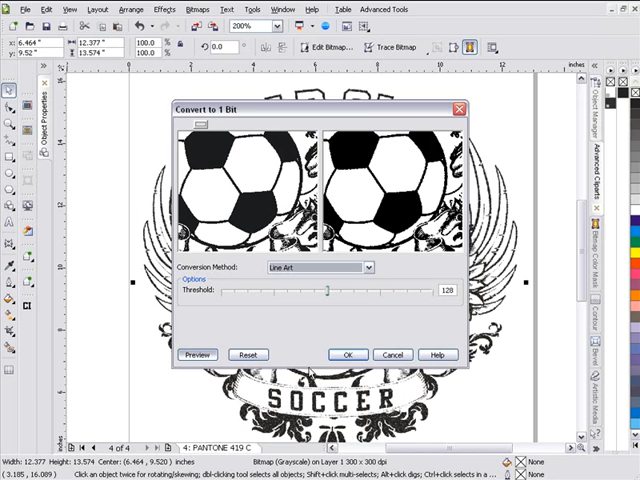 File Edit View Layout Arrange Effects Bitmaps Text Tools Window Help Table Advanced Tools
200%
x: 6.464 " 12.377 " 100.0 % 0.0 Edit Bitmap... Trace Bitmap
y: 9.52 " 13.574 " 100.0 %
inches
Object Properties
Object Manager
Advanced Cliparts
Bitmap Color Mask
Contour
Bevel
Artistic Media
Convert to 1 Bit
Conversion Method: Line Art
Options
Threshold: 128
Preview Reset OK Cancel Help
SOCCER
4 of 4 4: PANTONE 419 C
Width: 12.377 Height: 13.574 Center: (6.464 , 9.520 ) inches Bitmap (Grayscale) on Layer 1 300 x 300 dpi None
( 3.185, 16.089 ) Click an object twice for rotating/skewing; dbl-clicking tool selects all objects; Shift+click multi-selects; Alt+click digs; Ctrl+click selects in a ... None